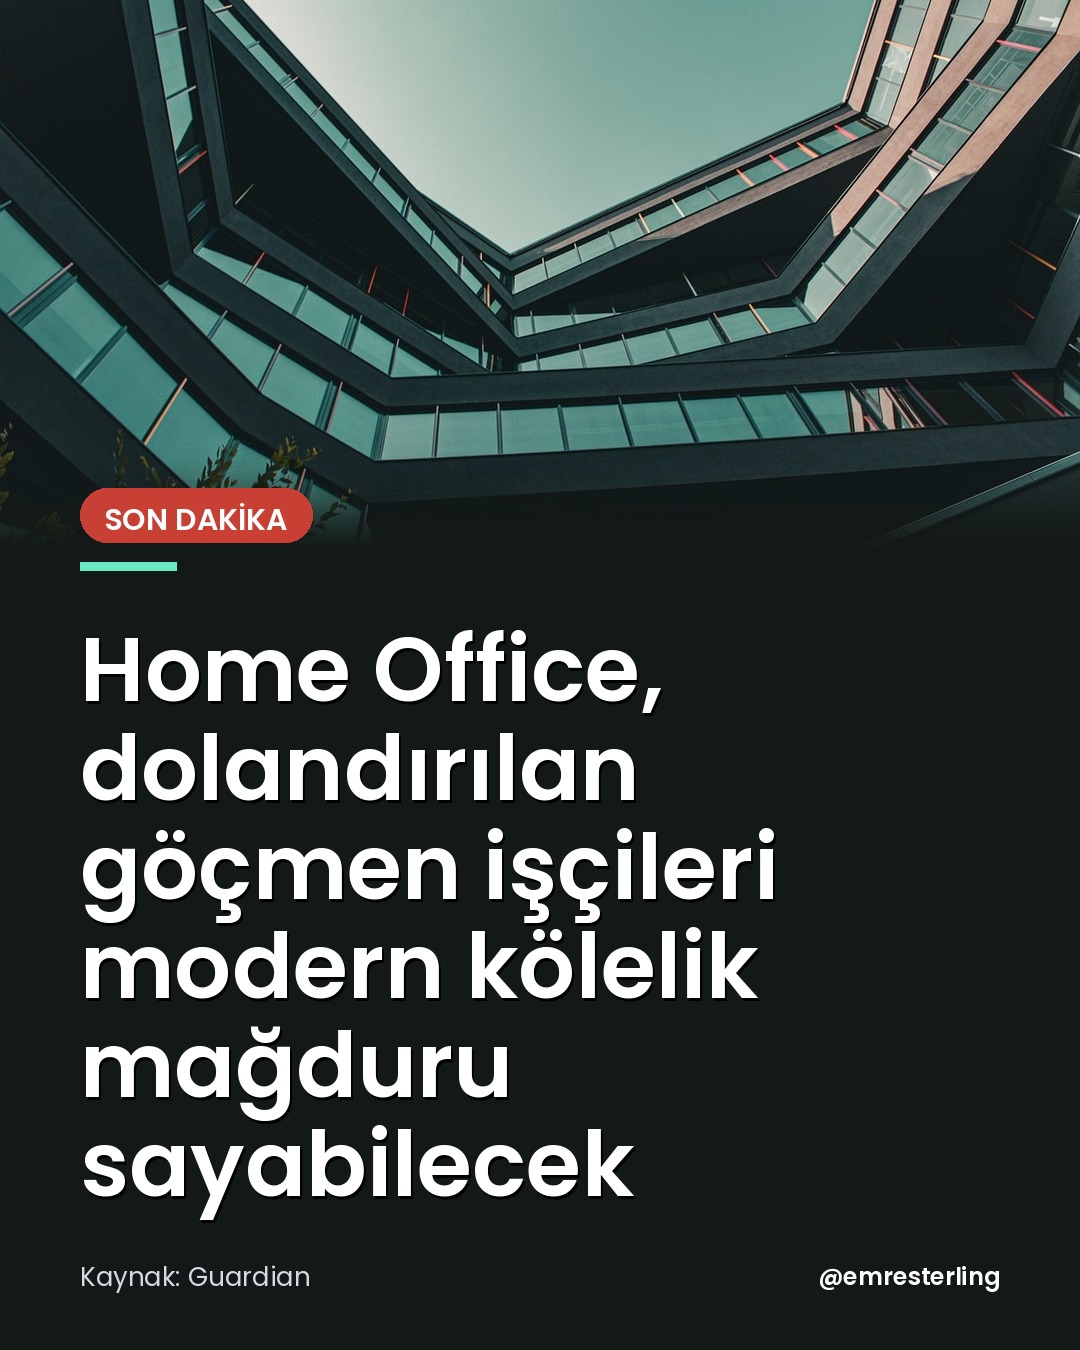 SON DAKİKA
Home Office,
dolandırılan
göçmen işçileri
modern kölelik
mağduru
sayabilecek
Kaynak: Guardian
@emresterling